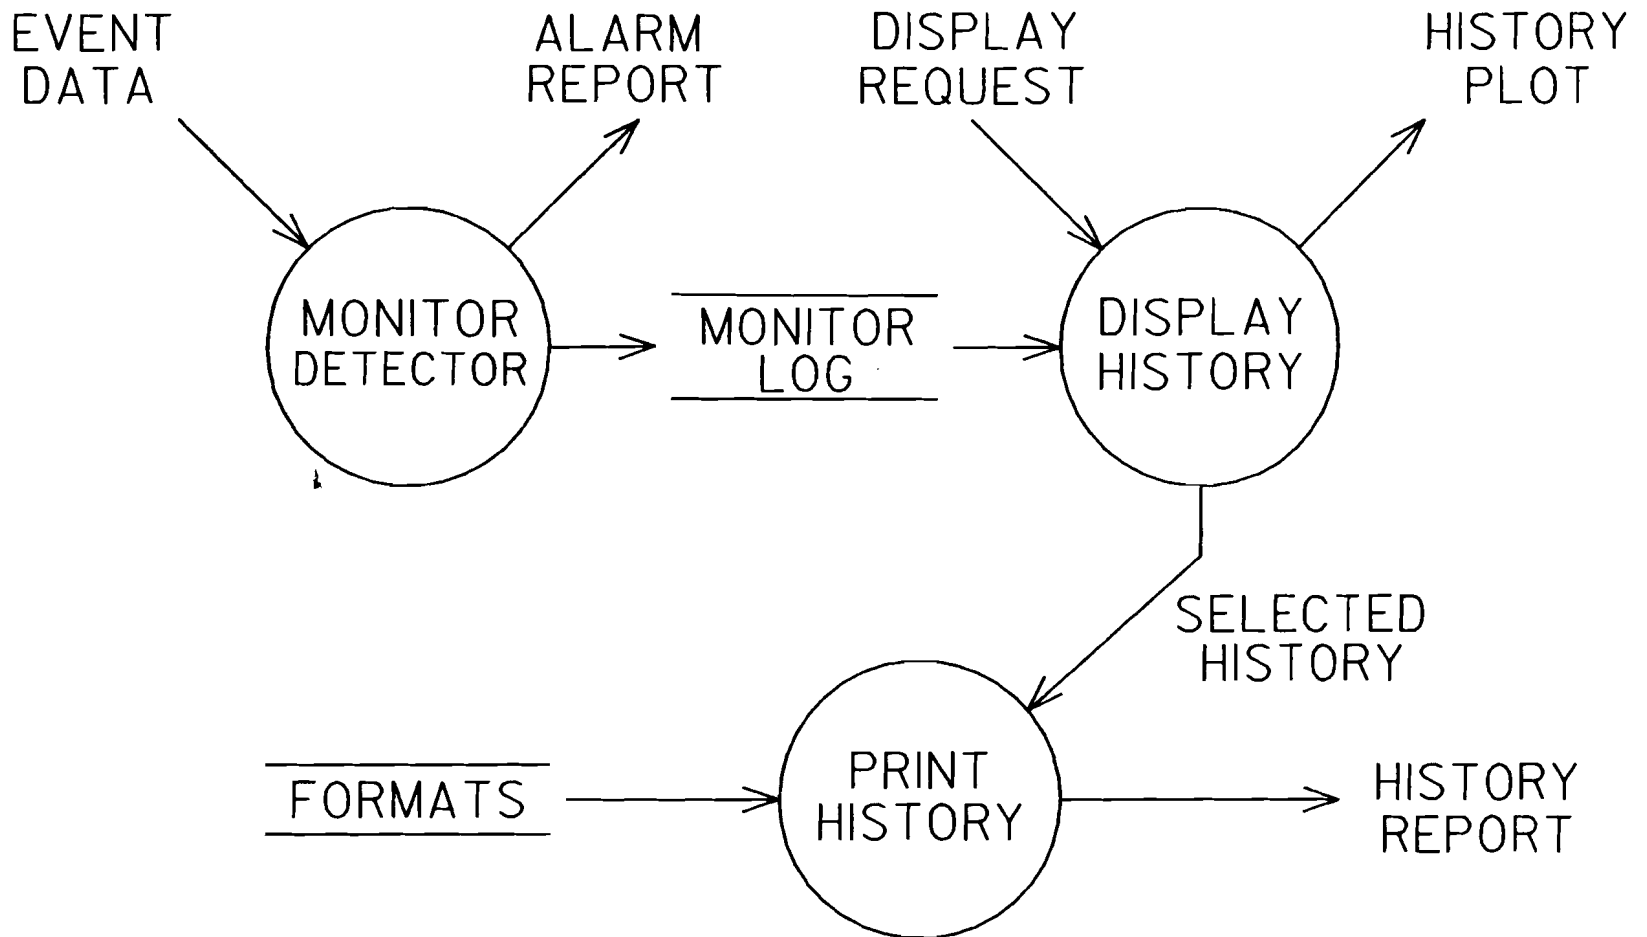 EVENT
DATA
ALARM
REPORT
DISPLAY
REQUEST
HISTORY
PLOT
MONITOR
DETECTOR
MONITOR
LOG
DISPLAY
HISTORY
SELECTED
HISTORY
FORMATS
PRINT
HISTORY
HISTORY
REPORT